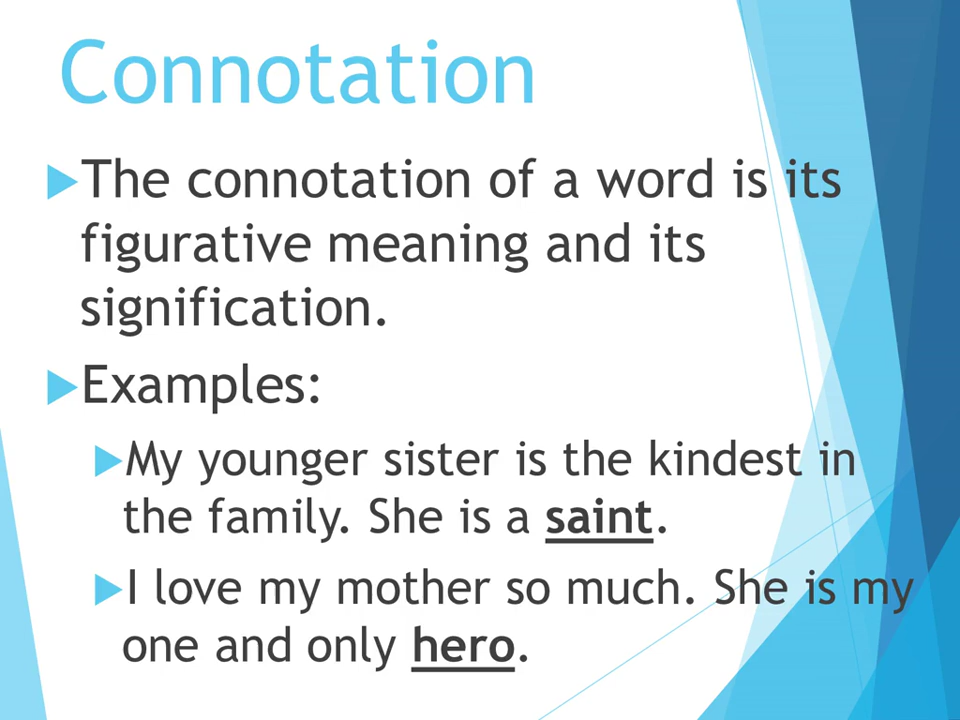 Connotation
The connotation of a word is its
figurative meaning and its
signification.
Examples:
My younger sister is the kindest in
the family. She is a saint.
I love my mother so much. She is my
one and only hero.